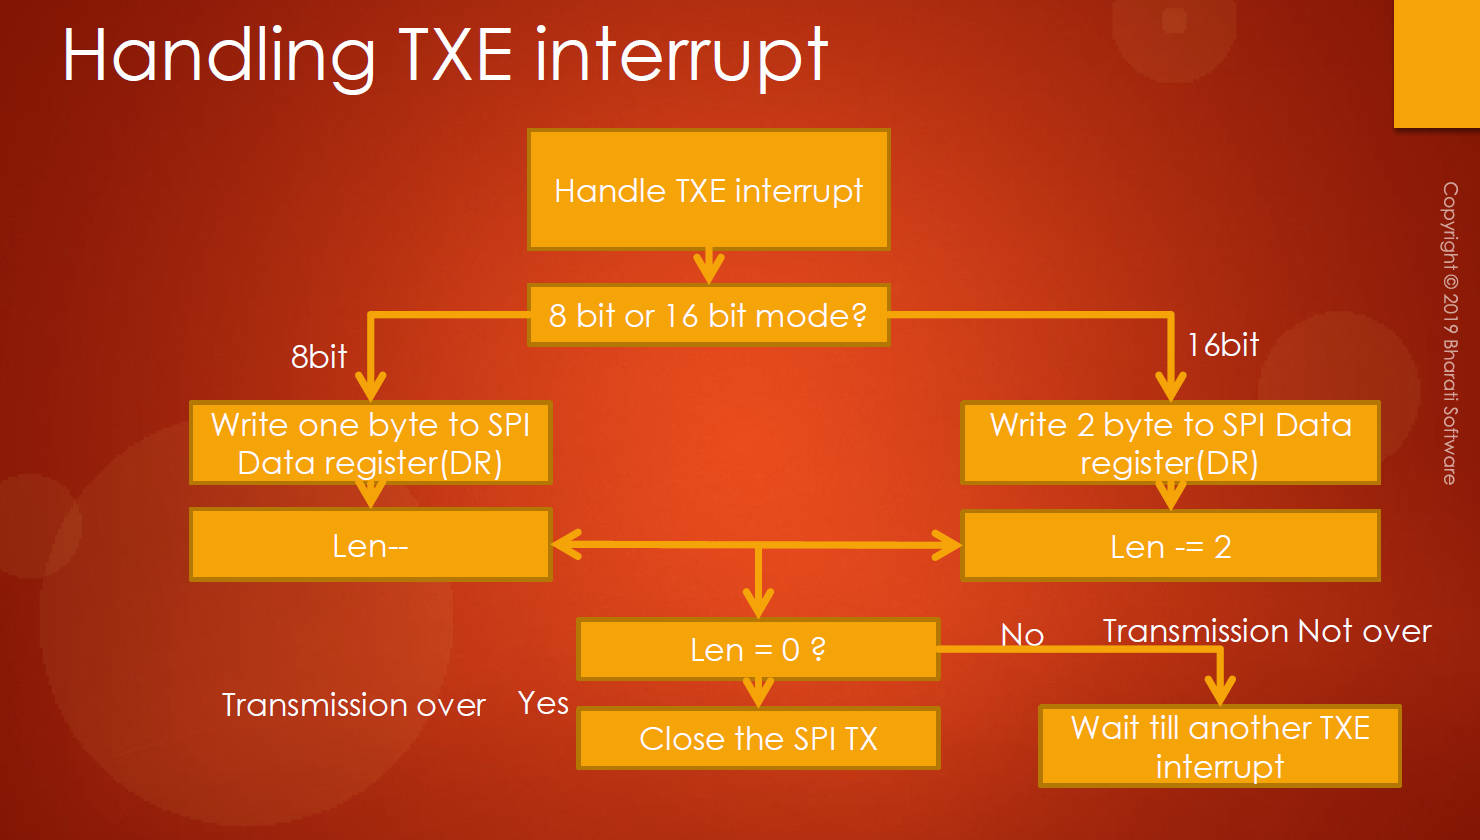 Handling TXE interrupt
Handle TXE interrupt
8 bit or 16 bit mode?
8bit
16bit
Write one byte to SPI
Data register(DR)
Write 2 byte to SPI Data
register(DR)
Len--
Len -= 2
Len = 0 ?
No
Transmission Not over
Transmission over
Yes
Close the SPI TX
Wait till another TXE
interrupt
Copyright © 2019 Bharati Software